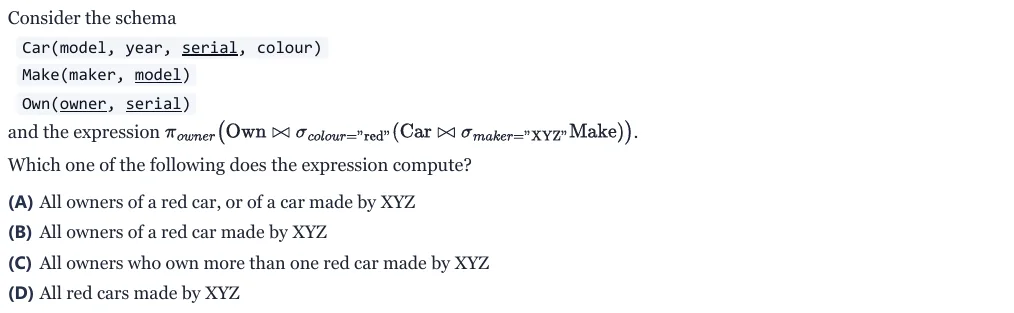 Consider the schema
Car(model, year, serial, colour)
Make(maker, model)
Own(owner, serial)
and the expression π_owner(Own ⋈ σ_colour="red"(Car ⋈ σ_maker="XYZ"Make)).
Which one of the following does the expression compute?
(A) All owners of a red car, or of a car made by XYZ
(B) All owners of a red car made by XYZ
(C) All owners who own more than one red car made by XYZ
(D) All red cars made by XYZ